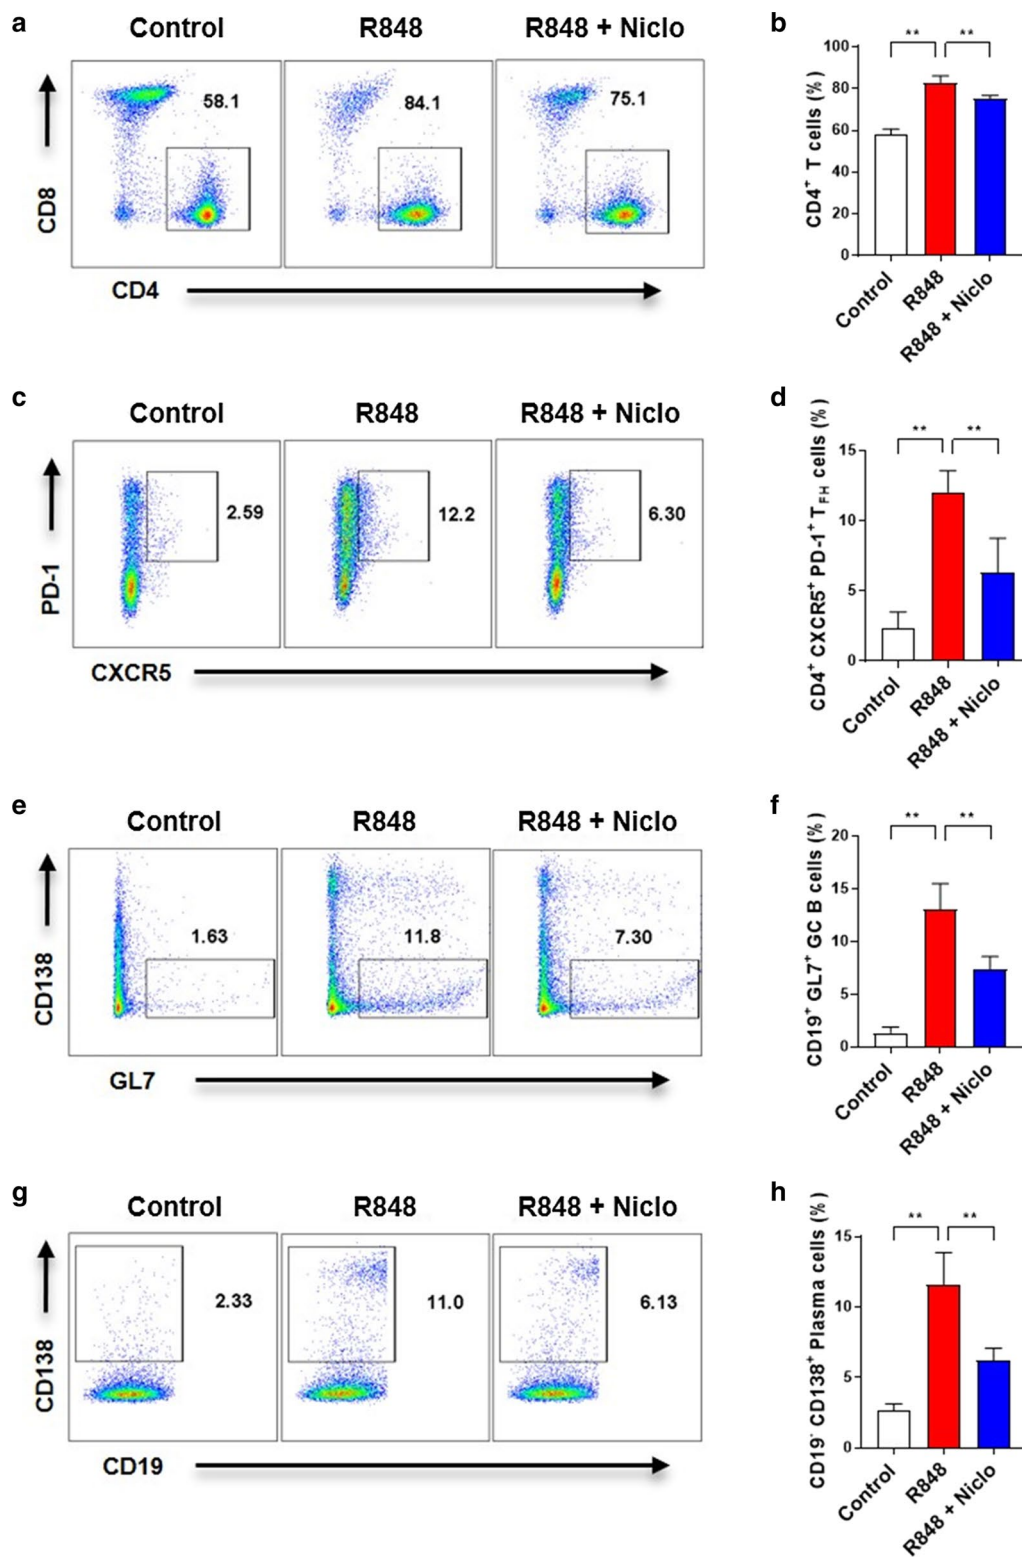 a
Control R848 R848 + Niclo
58.1 84.1 75.1
CD8
CD4
b
** **
CD4⁺ T cells (%)
100
80
60
40
20
0
Control
R848
R848 + Niclo
c
Control R848 R848 + Niclo
2.59 12.2 6.30
PD-1
CXCR5
d
** **
CD4⁺ CXCR5⁺ PD-1⁺ T_FH cells (%)
15
10
5
0
Control
R848
R848 + Niclo
e
Control R848 R848 + Niclo
1.63 11.8 7.30
CD138
GL7
f
** **
CD19⁺ GL7⁺ GC B cells (%)
20
15
10
5
0
Control
R848
R848 + Niclo
g
Control R848 R848 + Niclo
2.33 11.0 6.13
CD138
CD19
h
** **
CD19⁻ CD138⁺ Plasma cells (%)
15
10
5
0
Control
R848
R848 + Niclo